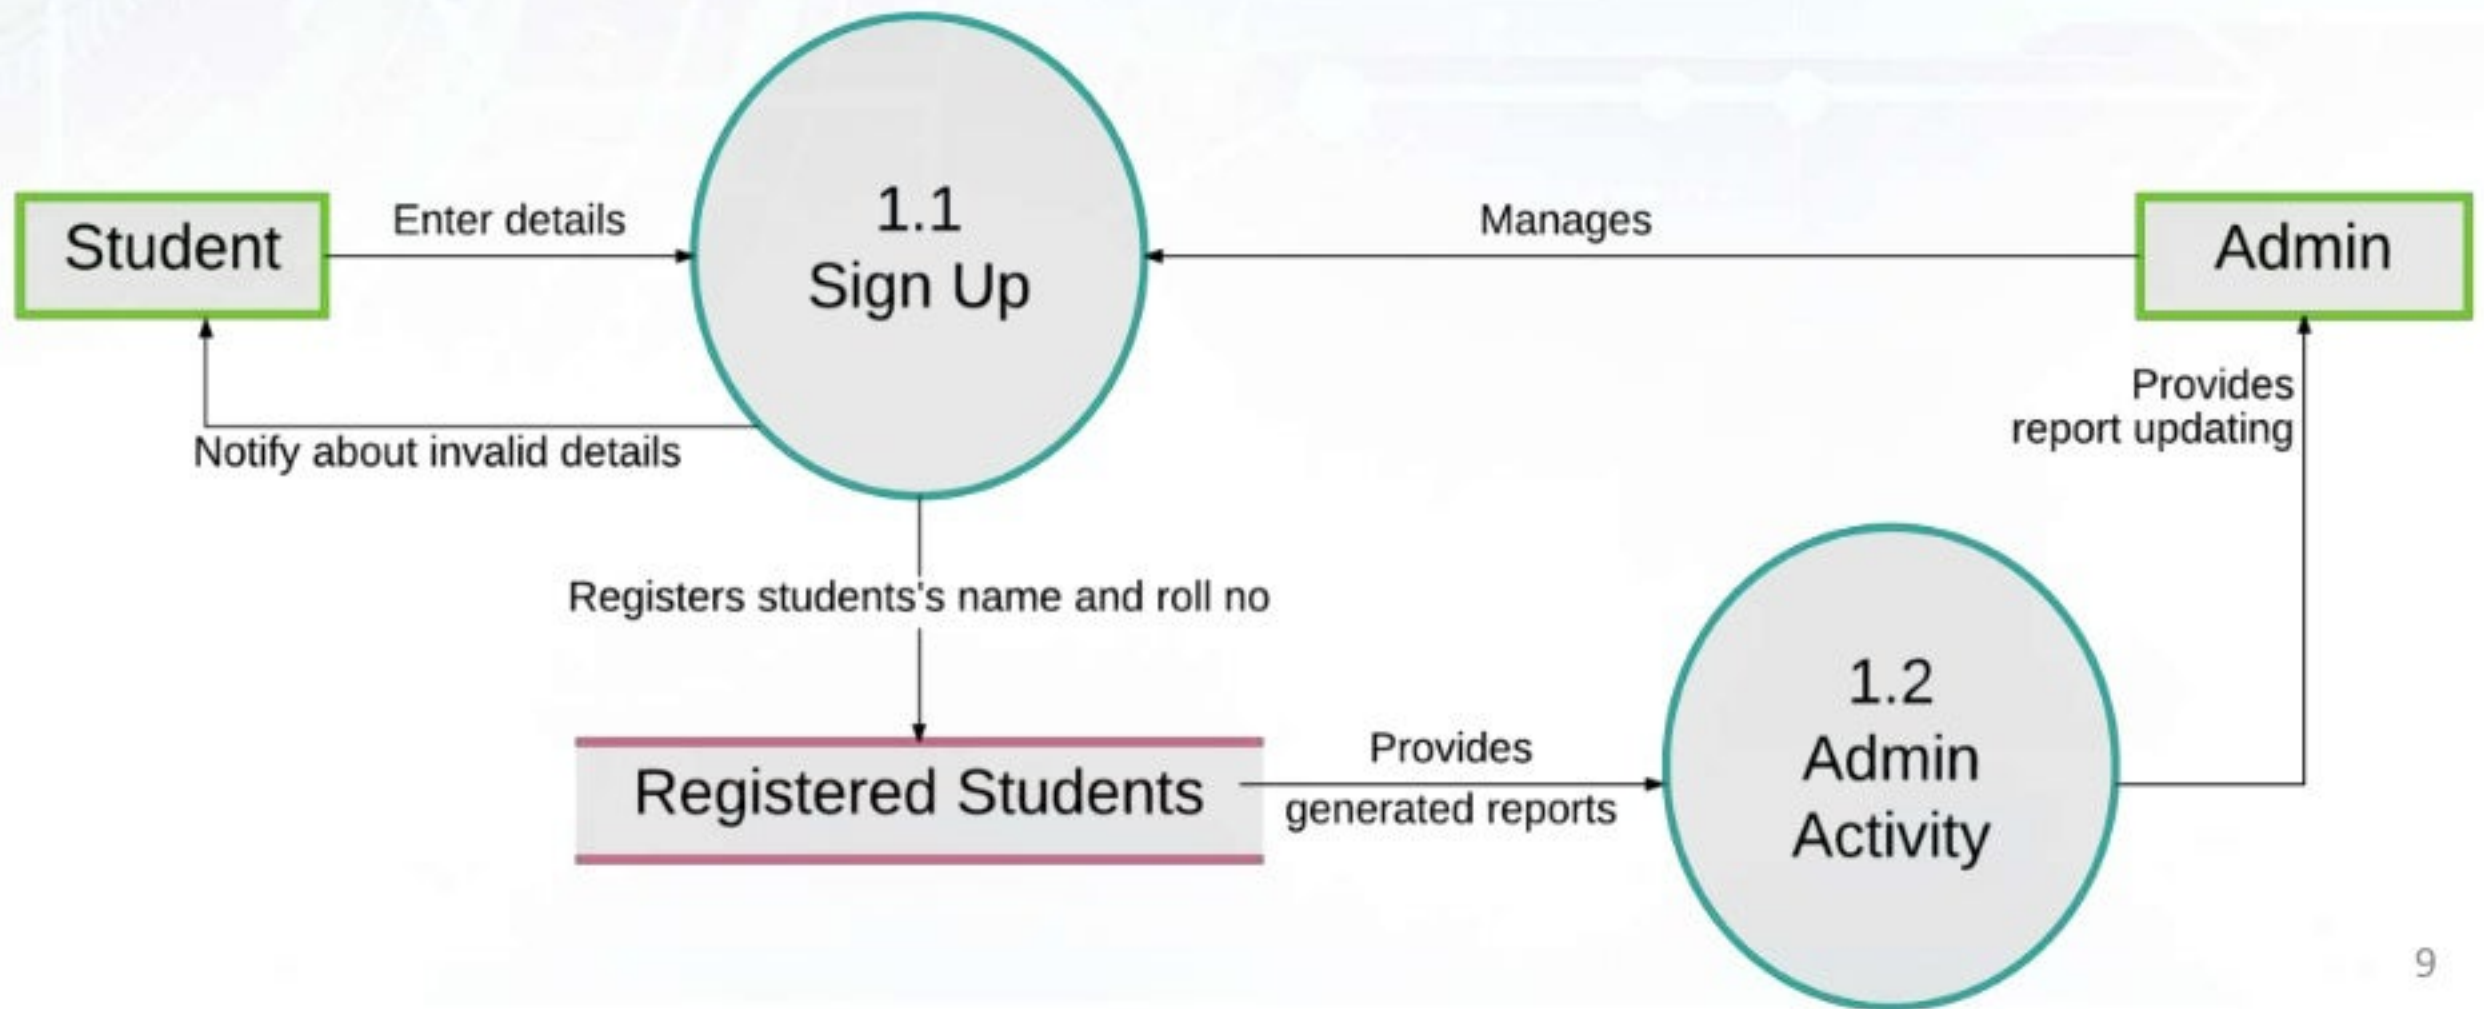 1.1
Sign Up
Student
Enter details
Manages
Admin
Notify about invalid details
Provides
report updating
Registers students's name and roll no
Registered Students
Provides
generated reports
1.2
Admin
Activity
9